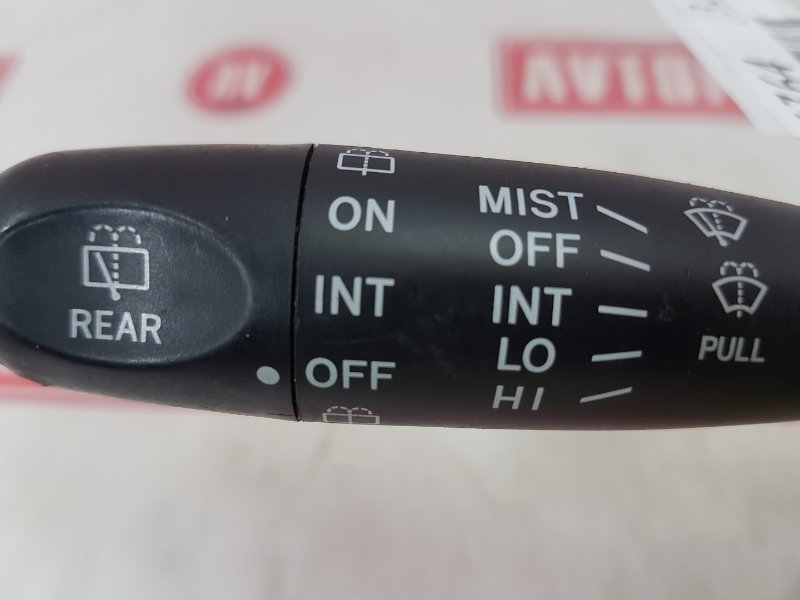 REAR
ON
INT
OFF
MIST
OFF
INT
LO
HI
PULL